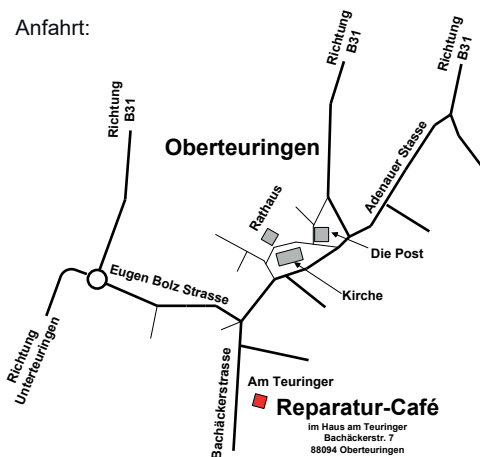 Anfahrt:
Richtung
B31
Richtung
B31
Richtung
B31
Oberteuringen
Adenauer Stasse
Rathaus
Die Post
Kirche
Eugen Bolz Strasse
Richtung
Unterteuringen
Bachäckerstrasse
Am Teuringer
Reparatur-Café
im Haus am Teuringer
Bachäckerstr. 7
88094 Oberteuringen